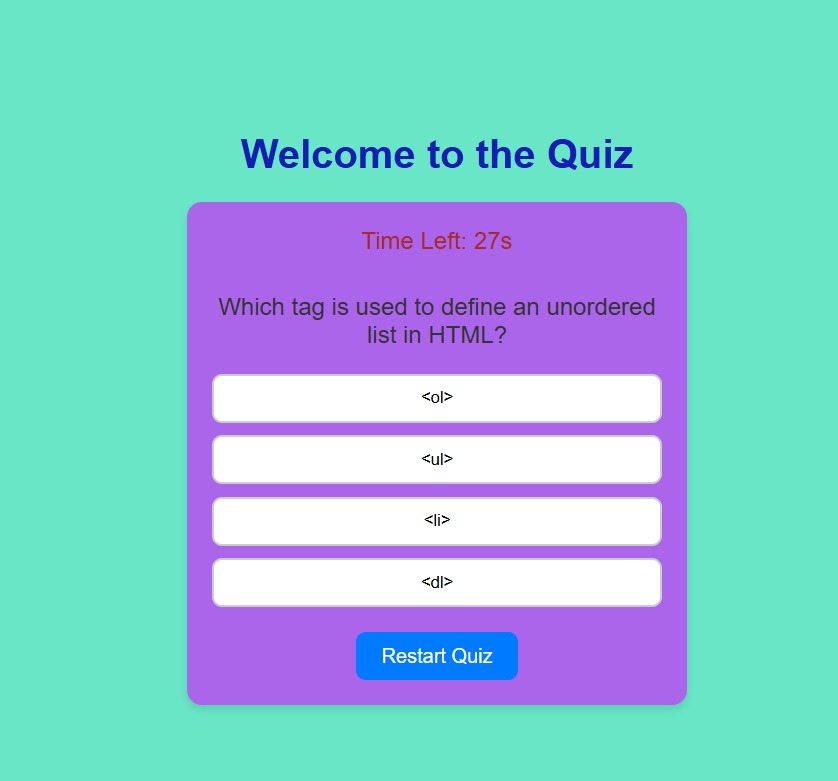 Welcome to the Quiz
Time Left: 27s
Which tag is used to define an unordered
list in HTML?
<ol>
<ul>
<li>
<dl>
Restart Quiz